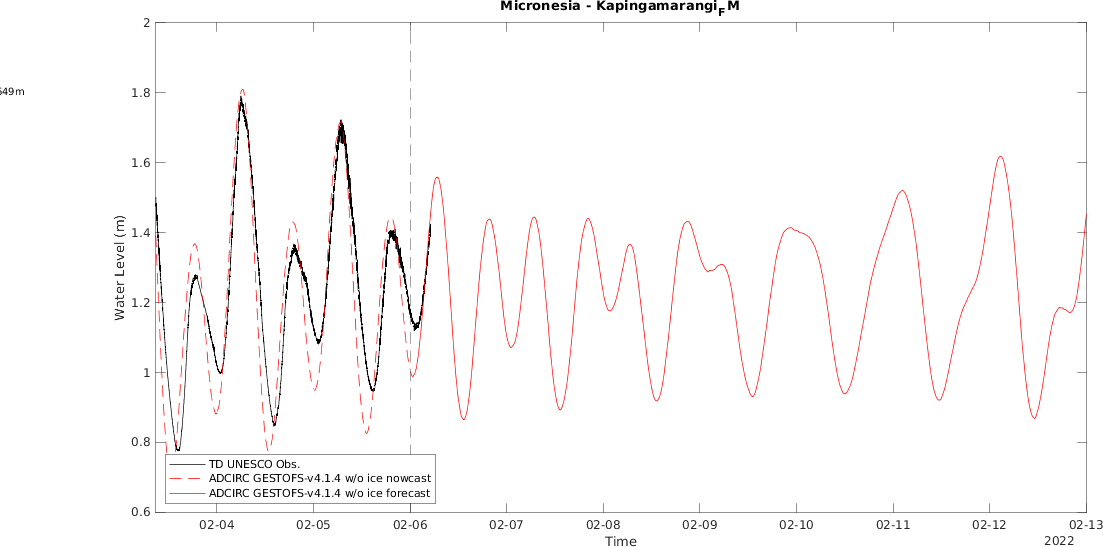 Micronesia - Kapingamarangi_FM
649m
Water Level (m)
2
1.8
1.6
1.4
1.2
1
0.8
0.6
TD UNESCO Obs.
ADCIRC GESTOFS-v4.1.4 w/o ice nowcast
ADCIRC GESTOFS-v4.1.4 w/o ice forecast
02-04 02-05 02-06 02-07 02-08 02-09 02-10 02-11 02-12 02-13
Time
2022